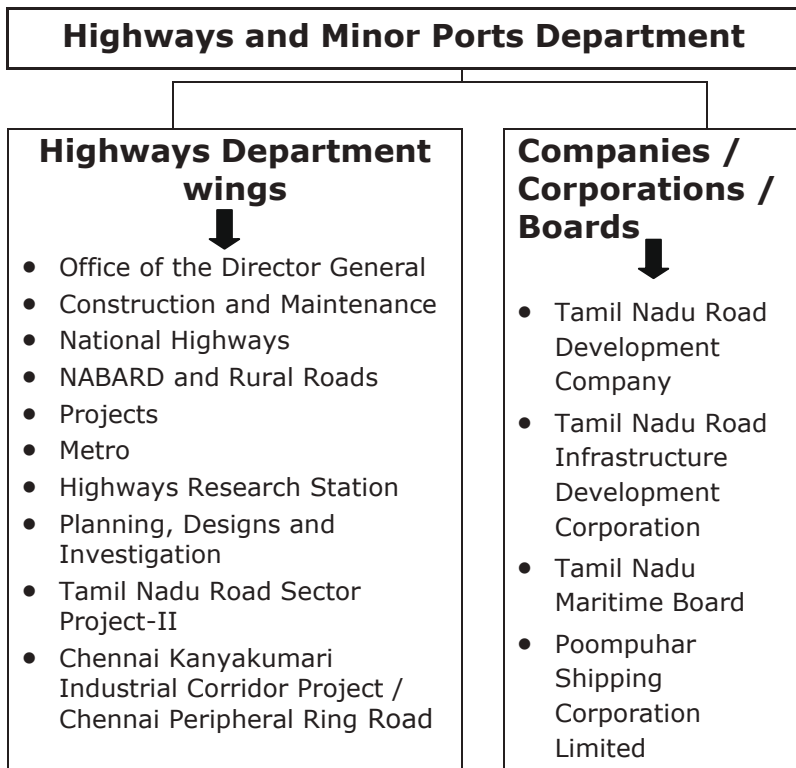 Highways and Minor Ports Department
Highways Department
wings
• Office of the Director General
• Construction and Maintenance
• National Highways
• NABARD and Rural Roads
• Projects
• Metro
• Highways Research Station
• Planning, Designs and
Investigation
• Tamil Nadu Road Sector
Project-II
• Chennai Kanyakumari
Industrial Corridor Project /
Chennai Peripheral Ring Road
Companies /
Corporations /
Boards
• Tamil Nadu Road
Development
Company
• Tamil Nadu Road
Infrastructure
Development
Corporation
• Tamil Nadu
Maritime Board
• Poompuhar
Shipping
Corporation
Limited